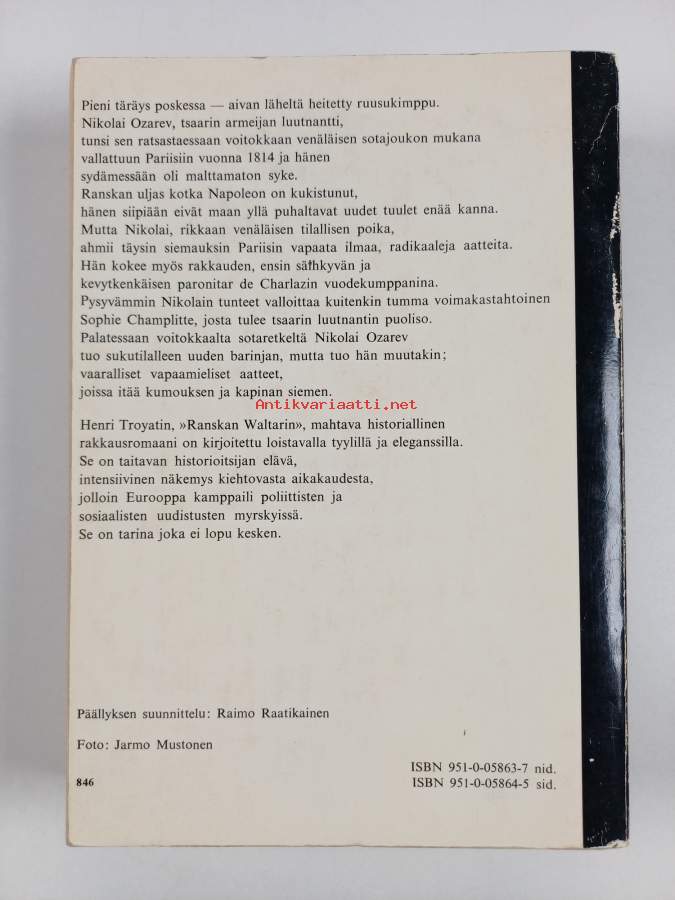 Pieni täräys poskessa — aivan läheltä heitetty ruusukimppu.
Nikolai Ozarev, tsaarin armeijan luutnantti,
tunsi sen ratsastaessaan voitokkaan venäläisen sotajoukon mukana
vallattuun Pariisiin vuonna 1814 ja hänen
sydämessään oli malttamaton syke.
Ranskan uljas kotka Napoleon on kukistunut,
hänen siipiään eivät maan yllä puhaltavat uudet tuulet enää kanna.
Mutta Nikolai, rikkaan venäläisen tilallisen poika,
ahmii täysin siemauksin Pariisin vapaata ilmaa, radikaaleja aatteita.
Hän kokee myös rakkauden, ensin sähkyvän ja
kevytkenkäisen paronitar de Charlazin vuodekumppanina.
Pysyvämmin Nikolain tunteet valloittaa kuitenkin tumma voimakastahtoinen
Sophie Champlitte, josta tulee tsaarin luutnantin puoliso.
Palatessaan voitokkaalta sotaretkeltä Nikolai Ozarev
tuo sukutilalleen uuden barinjan, mutta tuo hän muutakin;
vaaralliset vapaamieliset aatteet,
joissa itää kumouksen ja kapinan siemen.
Antikvariaatti.net
Henri Troyatin, »Ranskan Waltarin», mahtava historiallinen
rakkausromaani on kirjoitettu loistavalla tyylillä ja eleganssilla.
Se on taitavan historioitsijan elävä,
intensiivinen näkemys kiehtovasta aikakaudesta,
jolloin Eurooppa kamppaili poliittisten ja
sosiaalisten uudistusten myrskyissä.
Se on tarina joka ei lopu kesken.
Päällyksen suunnittelu: Raimo Raatikainen
Foto: Jarmo Mustonen
ISBN 951-0-05863-7 nid.
846
ISBN 951-0-05864-5 sid.